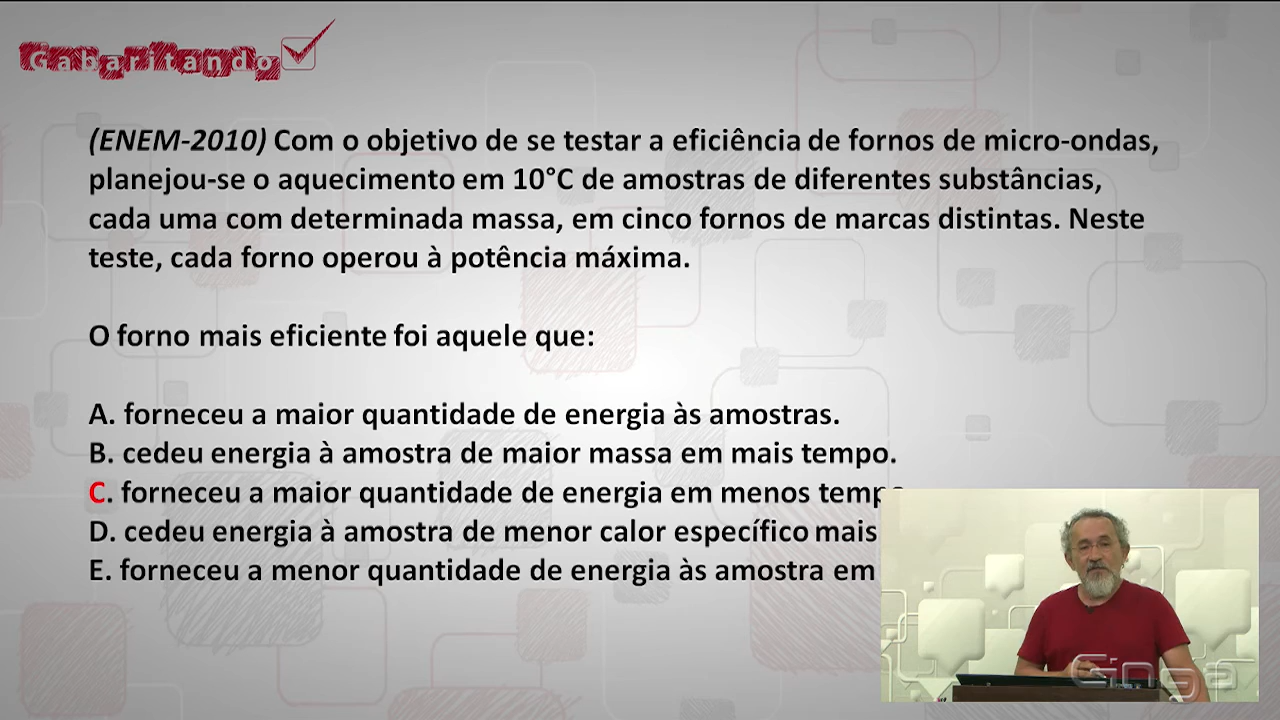 Gabaritando
(ENEM-2010) Com o objetivo de se testar a eficiência de fornos de micro-ondas,
planejou-se o aquecimento em 10°C de amostras de diferentes substâncias,
cada uma com determinada massa, em cinco fornos de marcas distintas. Neste
teste, cada forno operou à potência máxima.
O forno mais eficiente foi aquele que:
A. forneceu a maior quantidade de energia às amostras.
B. cedeu energia à amostra de maior massa em mais tempo.
C. forneceu a maior quantidade de energia em menos tempo
D. cedeu energia à amostra de menor calor específico mais
E. forneceu a menor quantidade de energia às amostra em
Ginga